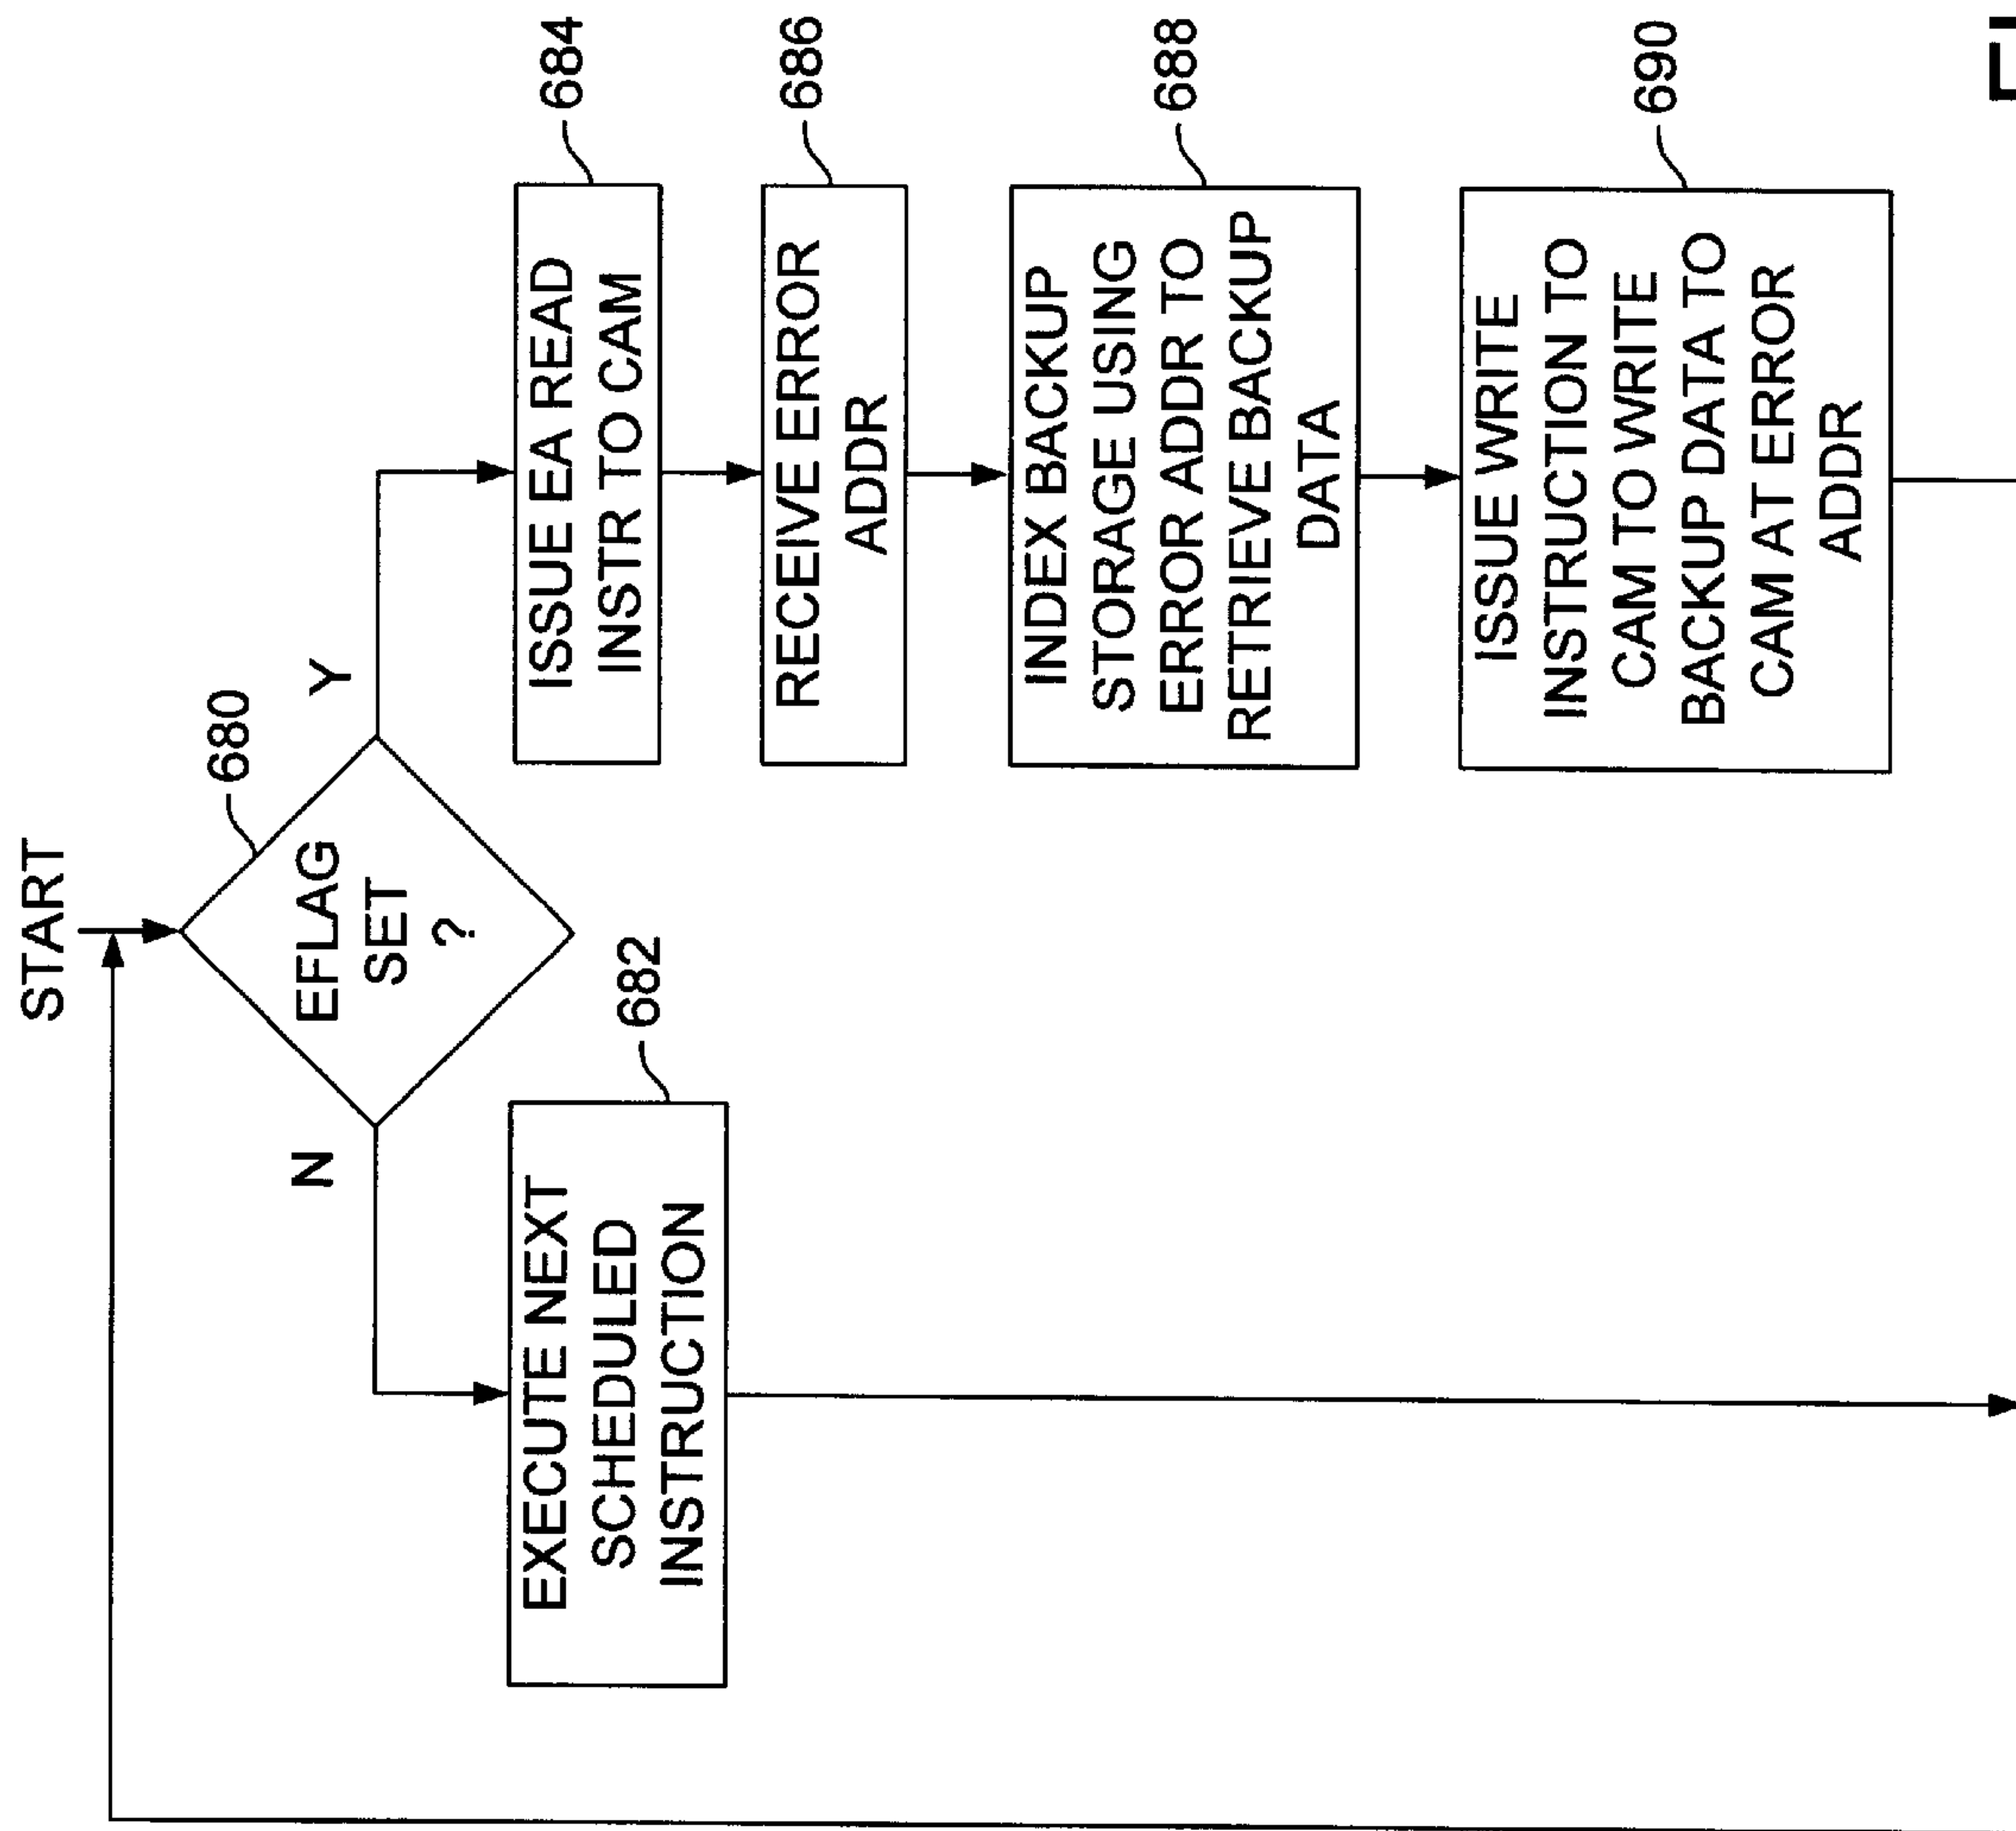 START
680
EFLAG
SET
?
Y
N
684
ISSUE EA READ
INSTR TO CAM
686
RECEIVE ERROR
ADDR
688
INDEX BACKUP
STORAGE USING
ERROR ADDR TO
RETRIEVE BACKUP
DATA
690
ISSUE WRITE
INSTRUCTION TO
CAM TO WRITE
BACKUP DATA TO
CAM AT ERROR
ADDR
682
EXECUTE NEXT
SCHEDULED
INSTRUCTION